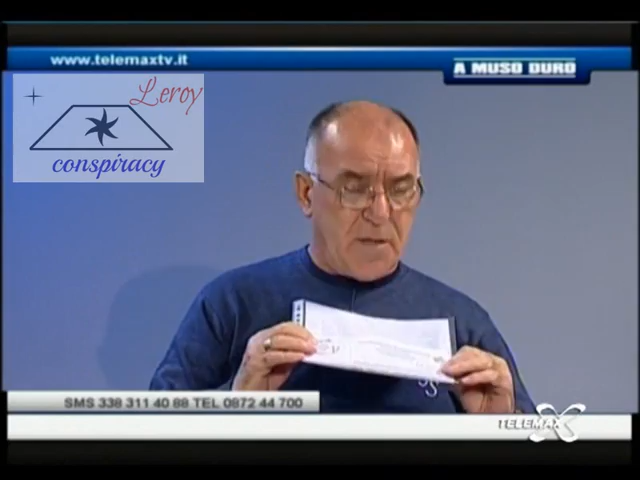 www.telemaxtv.it
A MUSO DURO
Leroy
conspiracy
SMS 338 311 40 88 TEL 0872 44 700
TELEMAX